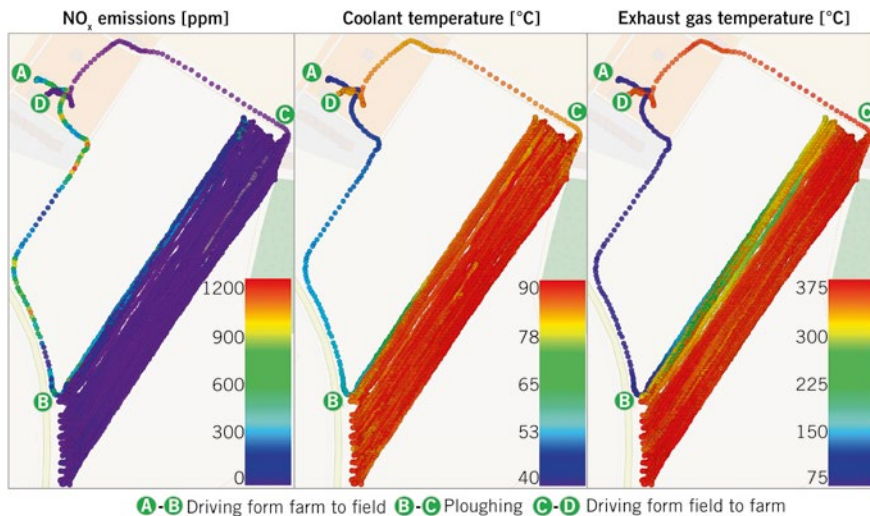 NOx emissions [ppm]
Coolant temperature [°C]
Exhaust gas temperature [°C]
A
D
C
B
1200
900
600
300
0
A
D
C
B
90
78
65
53
40
A
D
C
B
375
300
225
150
75
A-B Driving form farm to field B-C Ploughing C-D Driving form field to farm